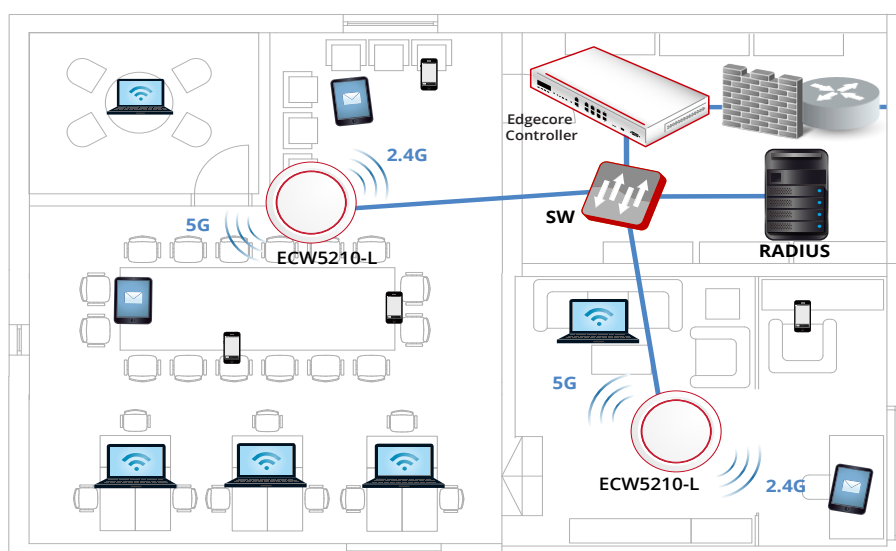 Edgecore
Controller
2.4G
5G
SW
RADIUS
ECW5210-L
5G
ECW5210-L
2.4G